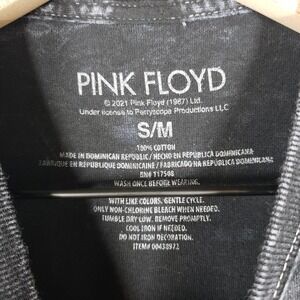 PINK FLOYD
© 2021 Pink Floyd (1987) Ltd.
Under license to Perryscope Productions LLC
S/M
100% COTTON
MADE IN DOMINICAN REPUBLIC / HECHO EN REPÚBLICA DOMINICANA
FABRIQUÉ EN RÉPUBLIQUE DOMINICAINE / FABRICADO NA REPÚBLICA DOMINICANA
RN# 117508
WASH ONCE BEFORE WEARING.
WITH LIKE COLORS. GENTLE CYCLE.
ONLY NON-CHLORINE BLEACH WHEN NEEDED.
TUMBLE DRY LOW. REMOVE PROMPTLY.
COOL IRON IF NEEDED.
DO NOT IRON DECORATION.
ITEM# 00438972